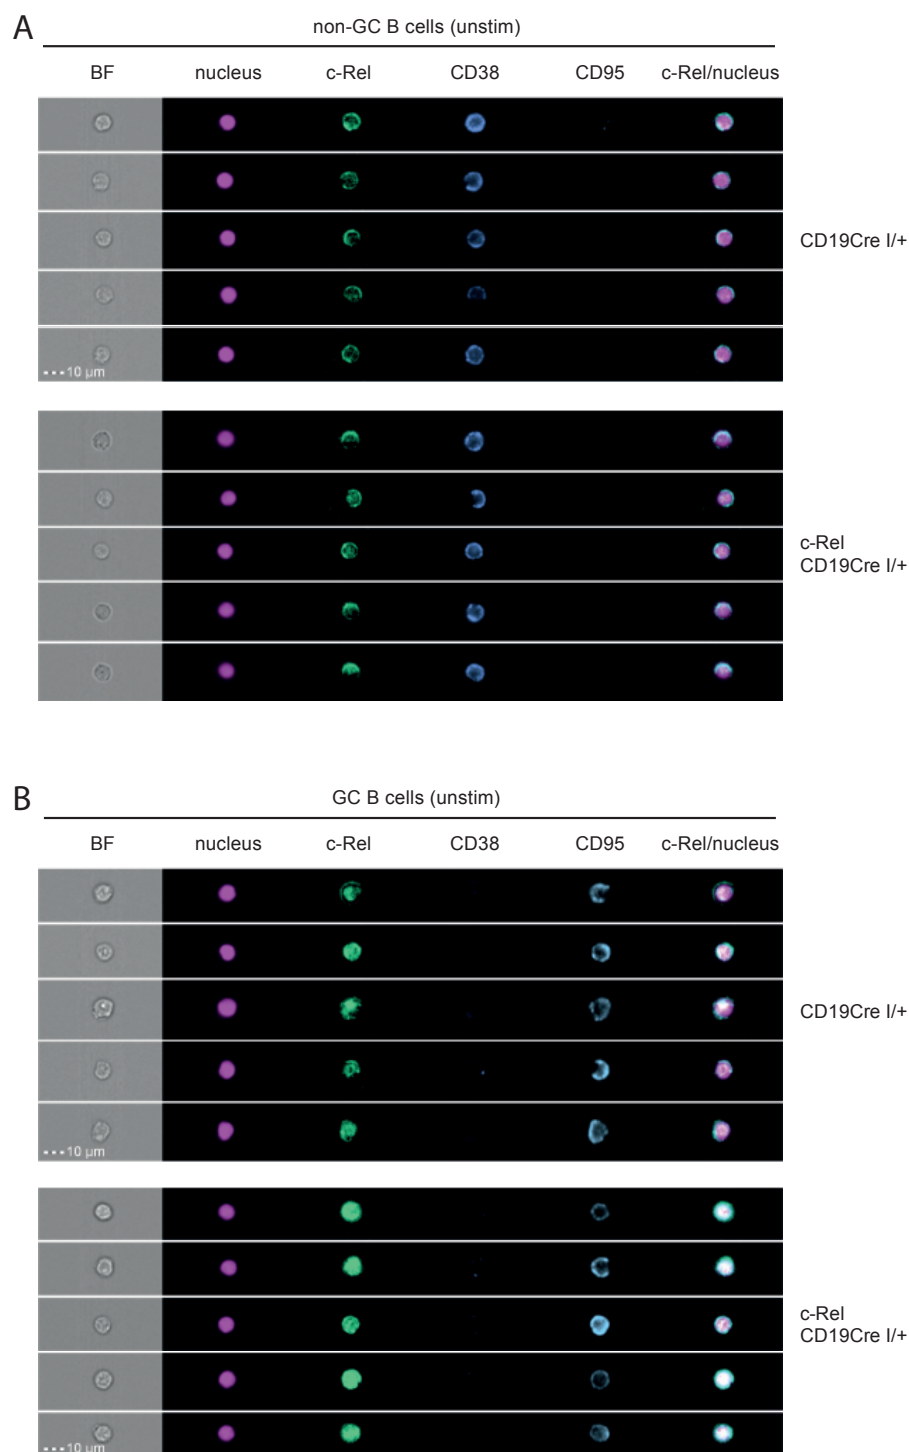 A
non-GC B cells (unstim)
BF nucleus c-Rel CD38 CD95 c-Rel/nucleus
CD19Cre I/+
10 µm
c-Rel
CD19Cre I/+
B
GC B cells (unstim)
BF nucleus c-Rel CD38 CD95 c-Rel/nucleus
CD19Cre I/+
10 µm
c-Rel
CD19Cre I/+
10 µm